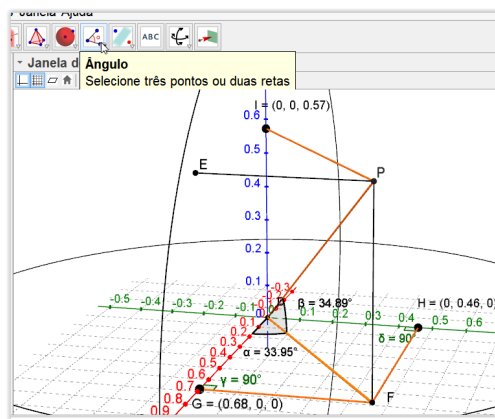 Janela Ajuda
ABC
Janela d
Ângulo
Selecione três pontos ou duas retas
I = (0, 0, 0.57)
0.6
0.5
E
P
0.4
0.3
0.2
0.1
-0.3
-0.5 -0.4 -0.3 -0.2 -0.1
β = 34.89°
H = (0, 0.46, 0)
0.1 0.2 0.3 0.4 0.5 0.6
δ = 90°
0.1
0.2
0.3
0.4
0.5
α = 33.95°
0.6
0.7
γ = 90°
0.8
G = (0.68, 0, 0)
F
0.9